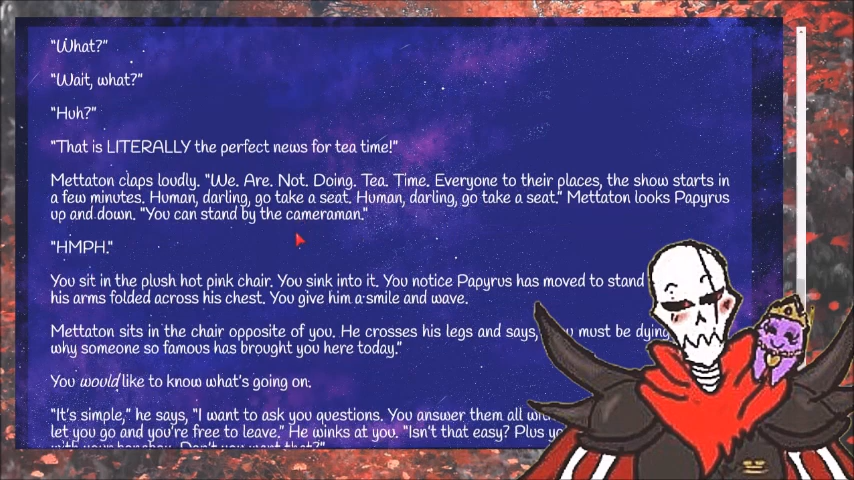 "What?"
"Wait, what?"
"Huh?"
"That is LITERALLY the perfect news for tea time!"
Mettaton claps loudly. "We. Are. Not. Doing. Tea. Time. Everyone to their places, the show starts in
a few minutes. Human, darling, go take a seat. Human, darling, go take a seat." Mettaton looks Papyrus
up and down. "You can stand by the cameraman."
"HMPH."
You sit in the plush hot pink chair. You sink into it. You notice Papyrus has moved to stand
his arms folded across his chest. You give him a smile and wave.
Mettaton sits in the chair opposite of you. He crosses his legs and says, must be dying
why someone so famous has brought you here today."
You would like to know what's going on.
"It's simple," he says, "I want to ask you questions. You answer them all
let you go and you're free to leave." He winks at you. "Isn't that easy? Plus